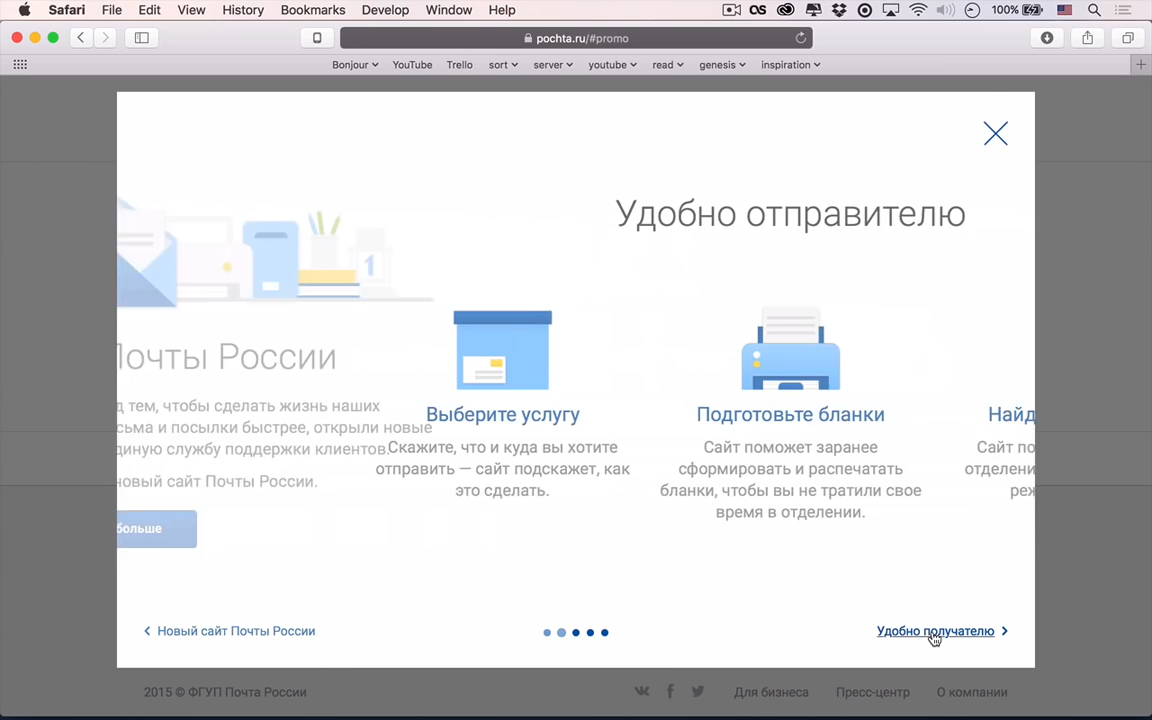 Safari File Edit View History Bookmarks Develop Window Help 100%
pochta.ru/#promo
Bonjour YouTube Trello sort server youtube read genesis inspiration
Удобно отправителю
1
Почты России
д тем, чтобы сделать жизнь наших
сьма и посылки быстрее, открыли новые
диную службу поддержки клиентов.
новый сайт Почты России.
больше
Выберите услугу
Скажите, что и куда вы хотите
отправить — сайт подскажет, как
это сделать.
Подготовьте бланки
Сайт поможет заранее
сформировать и распечатать
бланки, чтобы вы не тратили свое
время в отделении.
Найд
Сайт по
отделени
реж
Новый сайт Почты России
Удобно получателю
2015 © ФГУП Почта России
Для бизнеса Пресс-центр О компании